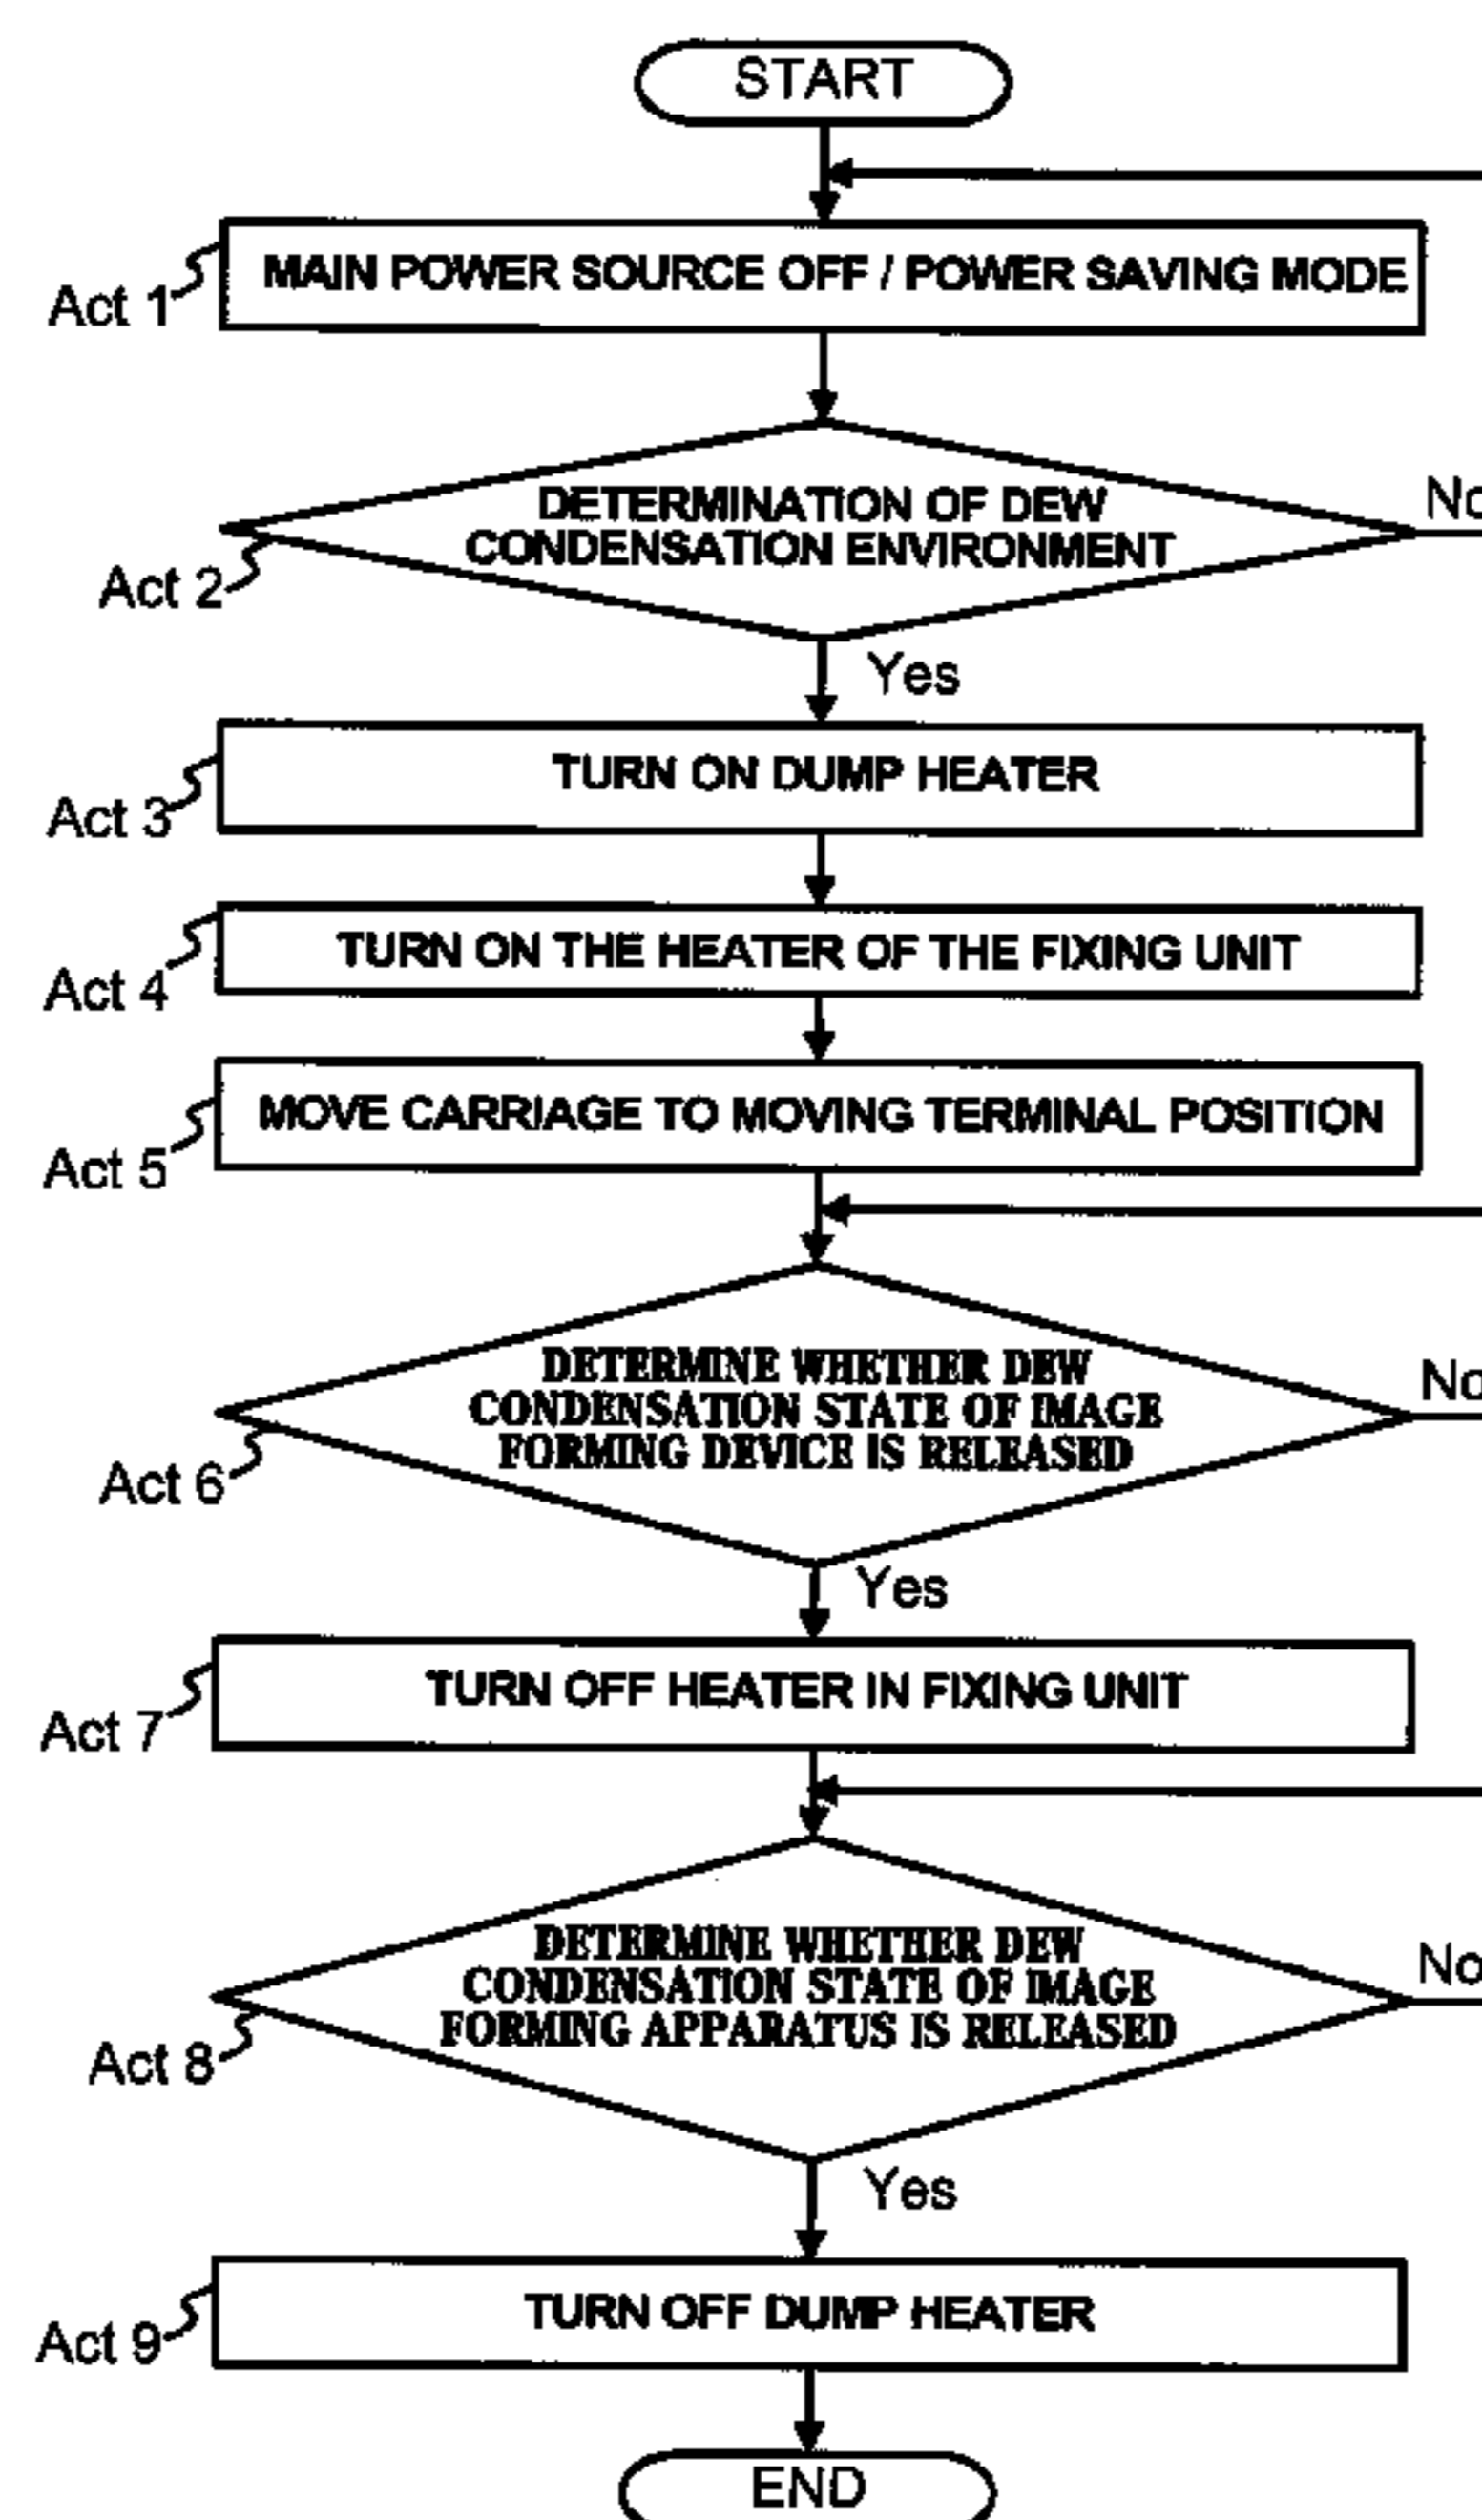 START
MAIN POWER SOURCE OFF / POWER SAVING MODE
Act 1
DETERMINATION OF DEW
CONDENSATION ENVIRONMENT
No
Act 2
Yes
TURN ON DUMP HEATER
Act 3
TURN ON THE HEATER OF THE FIXING UNIT
Act 4
MOVE CARRIAGE TO MOVING TERMINAL POSITION
Act 5
DETERMINE WHETHER DEW
CONDENSATION STATE OF IMAGE
FORMING DEVICE IS RELEASED
No
Act 6
Yes
TURN OFF HEATER IN FIXING UNIT
Act 7
DETERMINE WHETHER DEW
CONDENSATION STATE OF IMAGE
FORMING APPARATUS IS RELEASED
No
Act 8
Yes
TURN OFF DUMP HEATER
Act 9
END